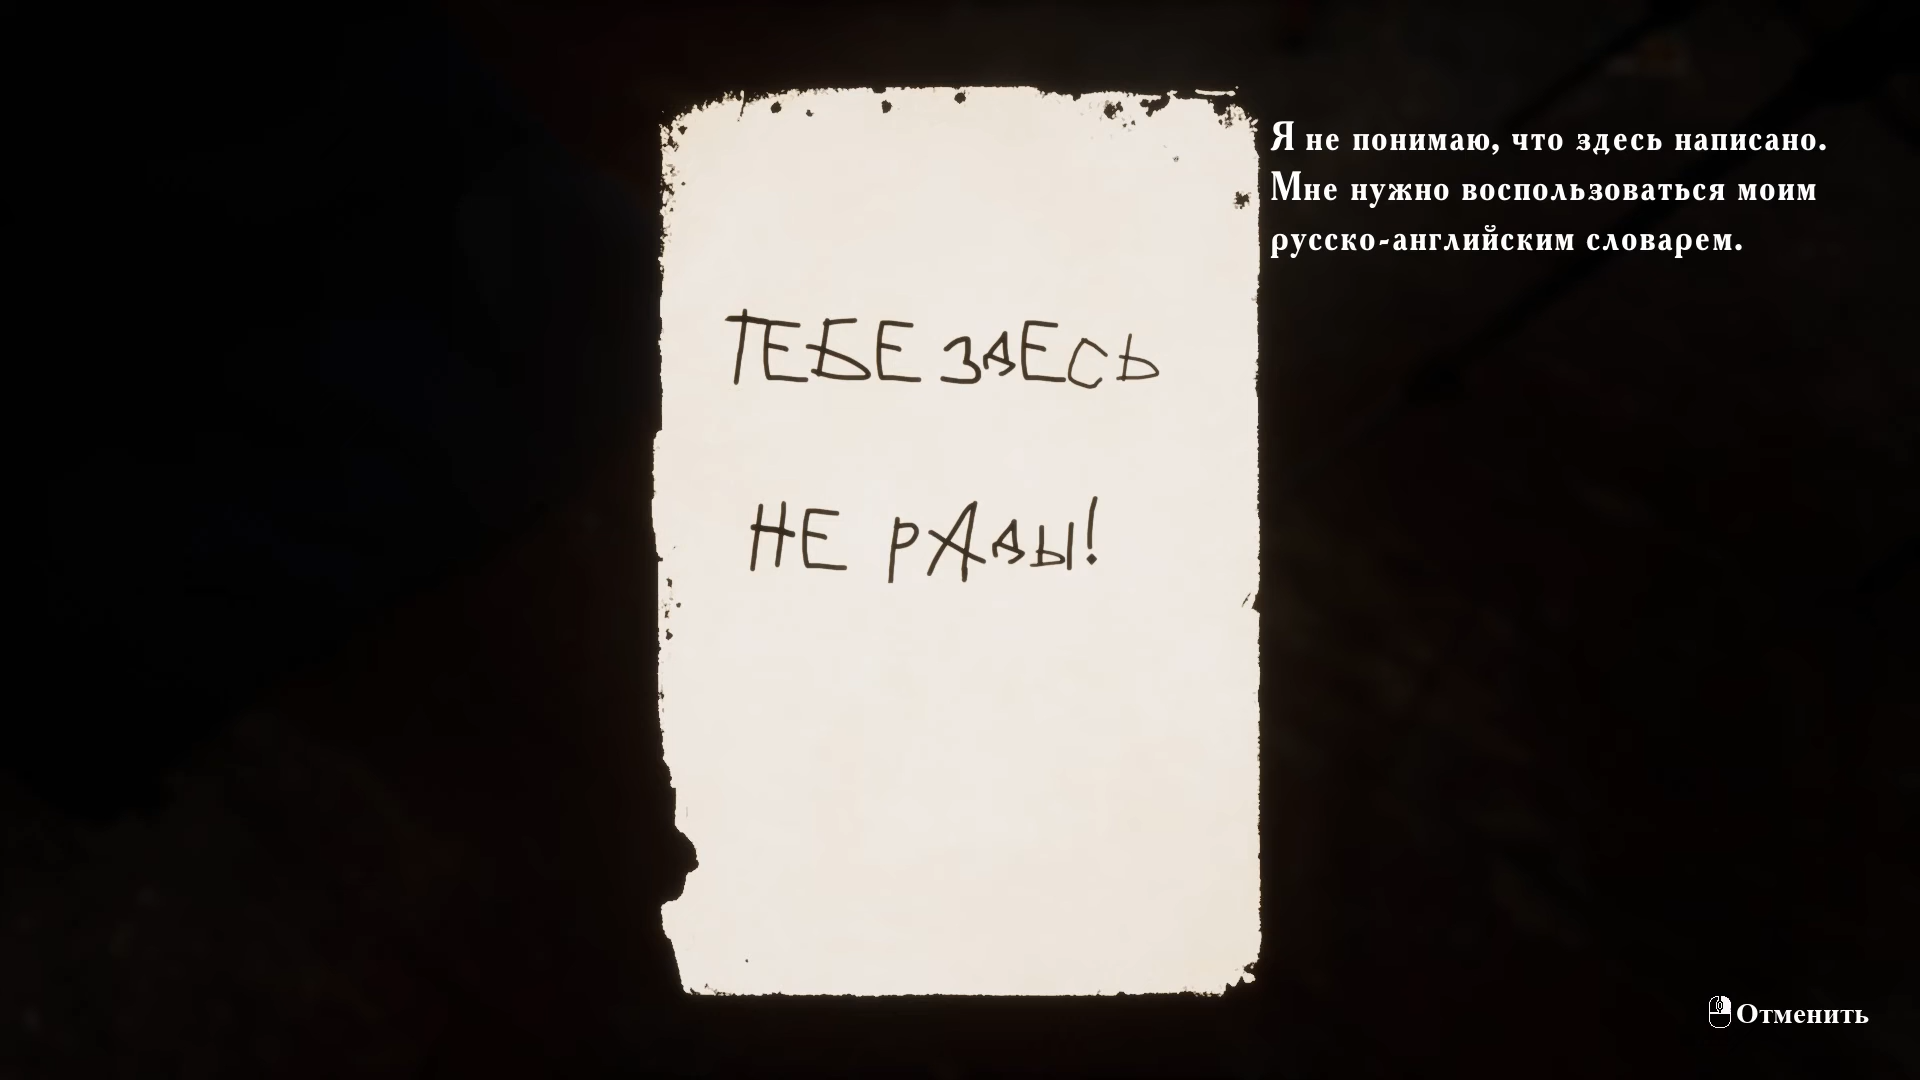 ТЕБЕ ЗДЕСЬ
НЕ РАДЫ!
Я не понимаю, что здесь написано.
Мне нужно воспользоваться моим
русско-английским словарем.
Отменить